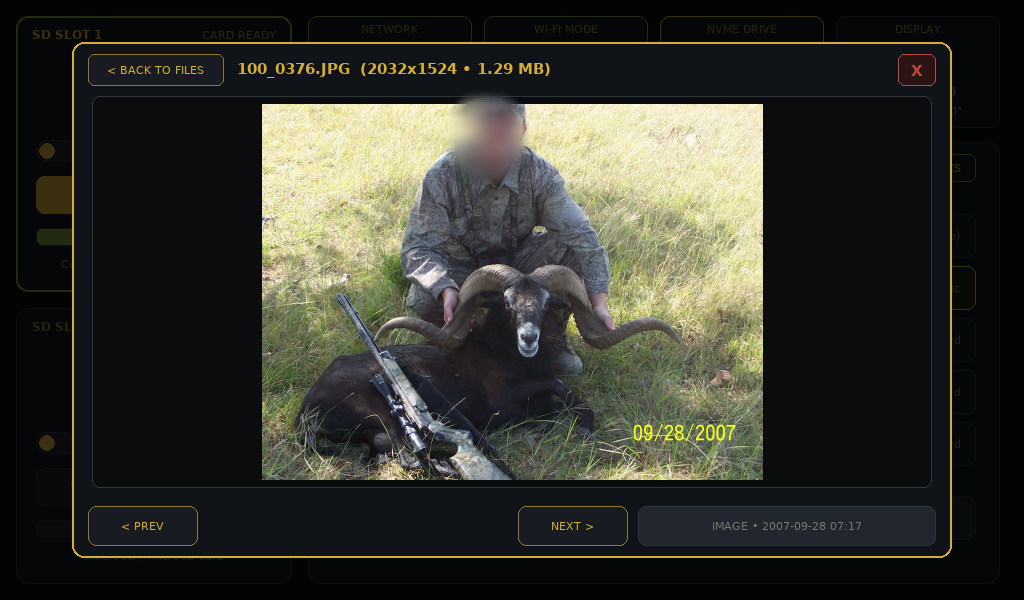 SD SLOT 1
CARD READY
NETWORK
WI-FI MODE
NVME DRIVE
DISPLAY
< BACK TO FILES
100_0376.JPG (2032x1524 • 1.29 MB)
X
09/28/2007
< PREV
NEXT >
IMAGE • 2007-09-28 07:17